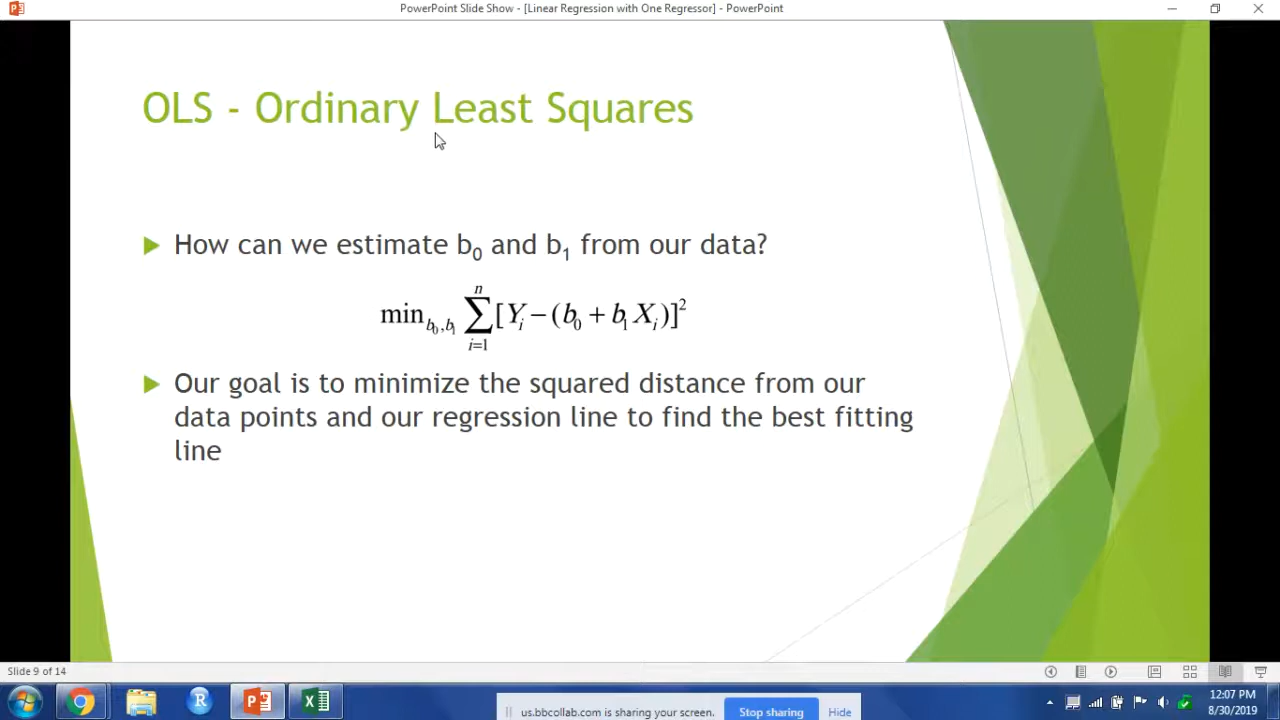 PowerPoint Slide Show - [Linear Regression with One Regressor] - PowerPoint
OLS - Ordinary Least Squares
How can we estimate b₀ and b₁ from our data?
min_{b₀,b₁} \sum_{i=1}^{n} [Y_i − (b₀ + b₁X_i)]²
Our goal is to minimize the squared distance from our
data points and our regression line to find the best fitting
line
Slide 9 of 14
us.bbcollab.com is sharing your screen.
Stop sharing
Hide
12:07 PM
8/30/2019